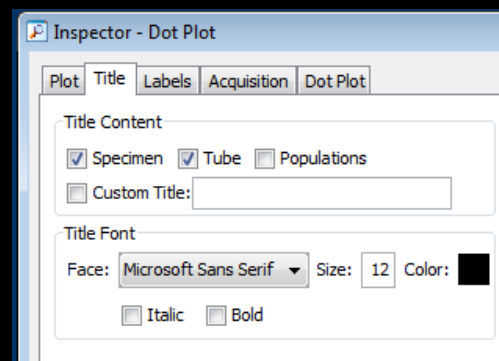 Inspector - Dot Plot
Plot Title Labels Acquisition Dot Plot
Title Content
Specimen Tube Populations
Custom Title:
Title Font
Face: Microsoft Sans Serif Size: 12 Color:
Italic Bold